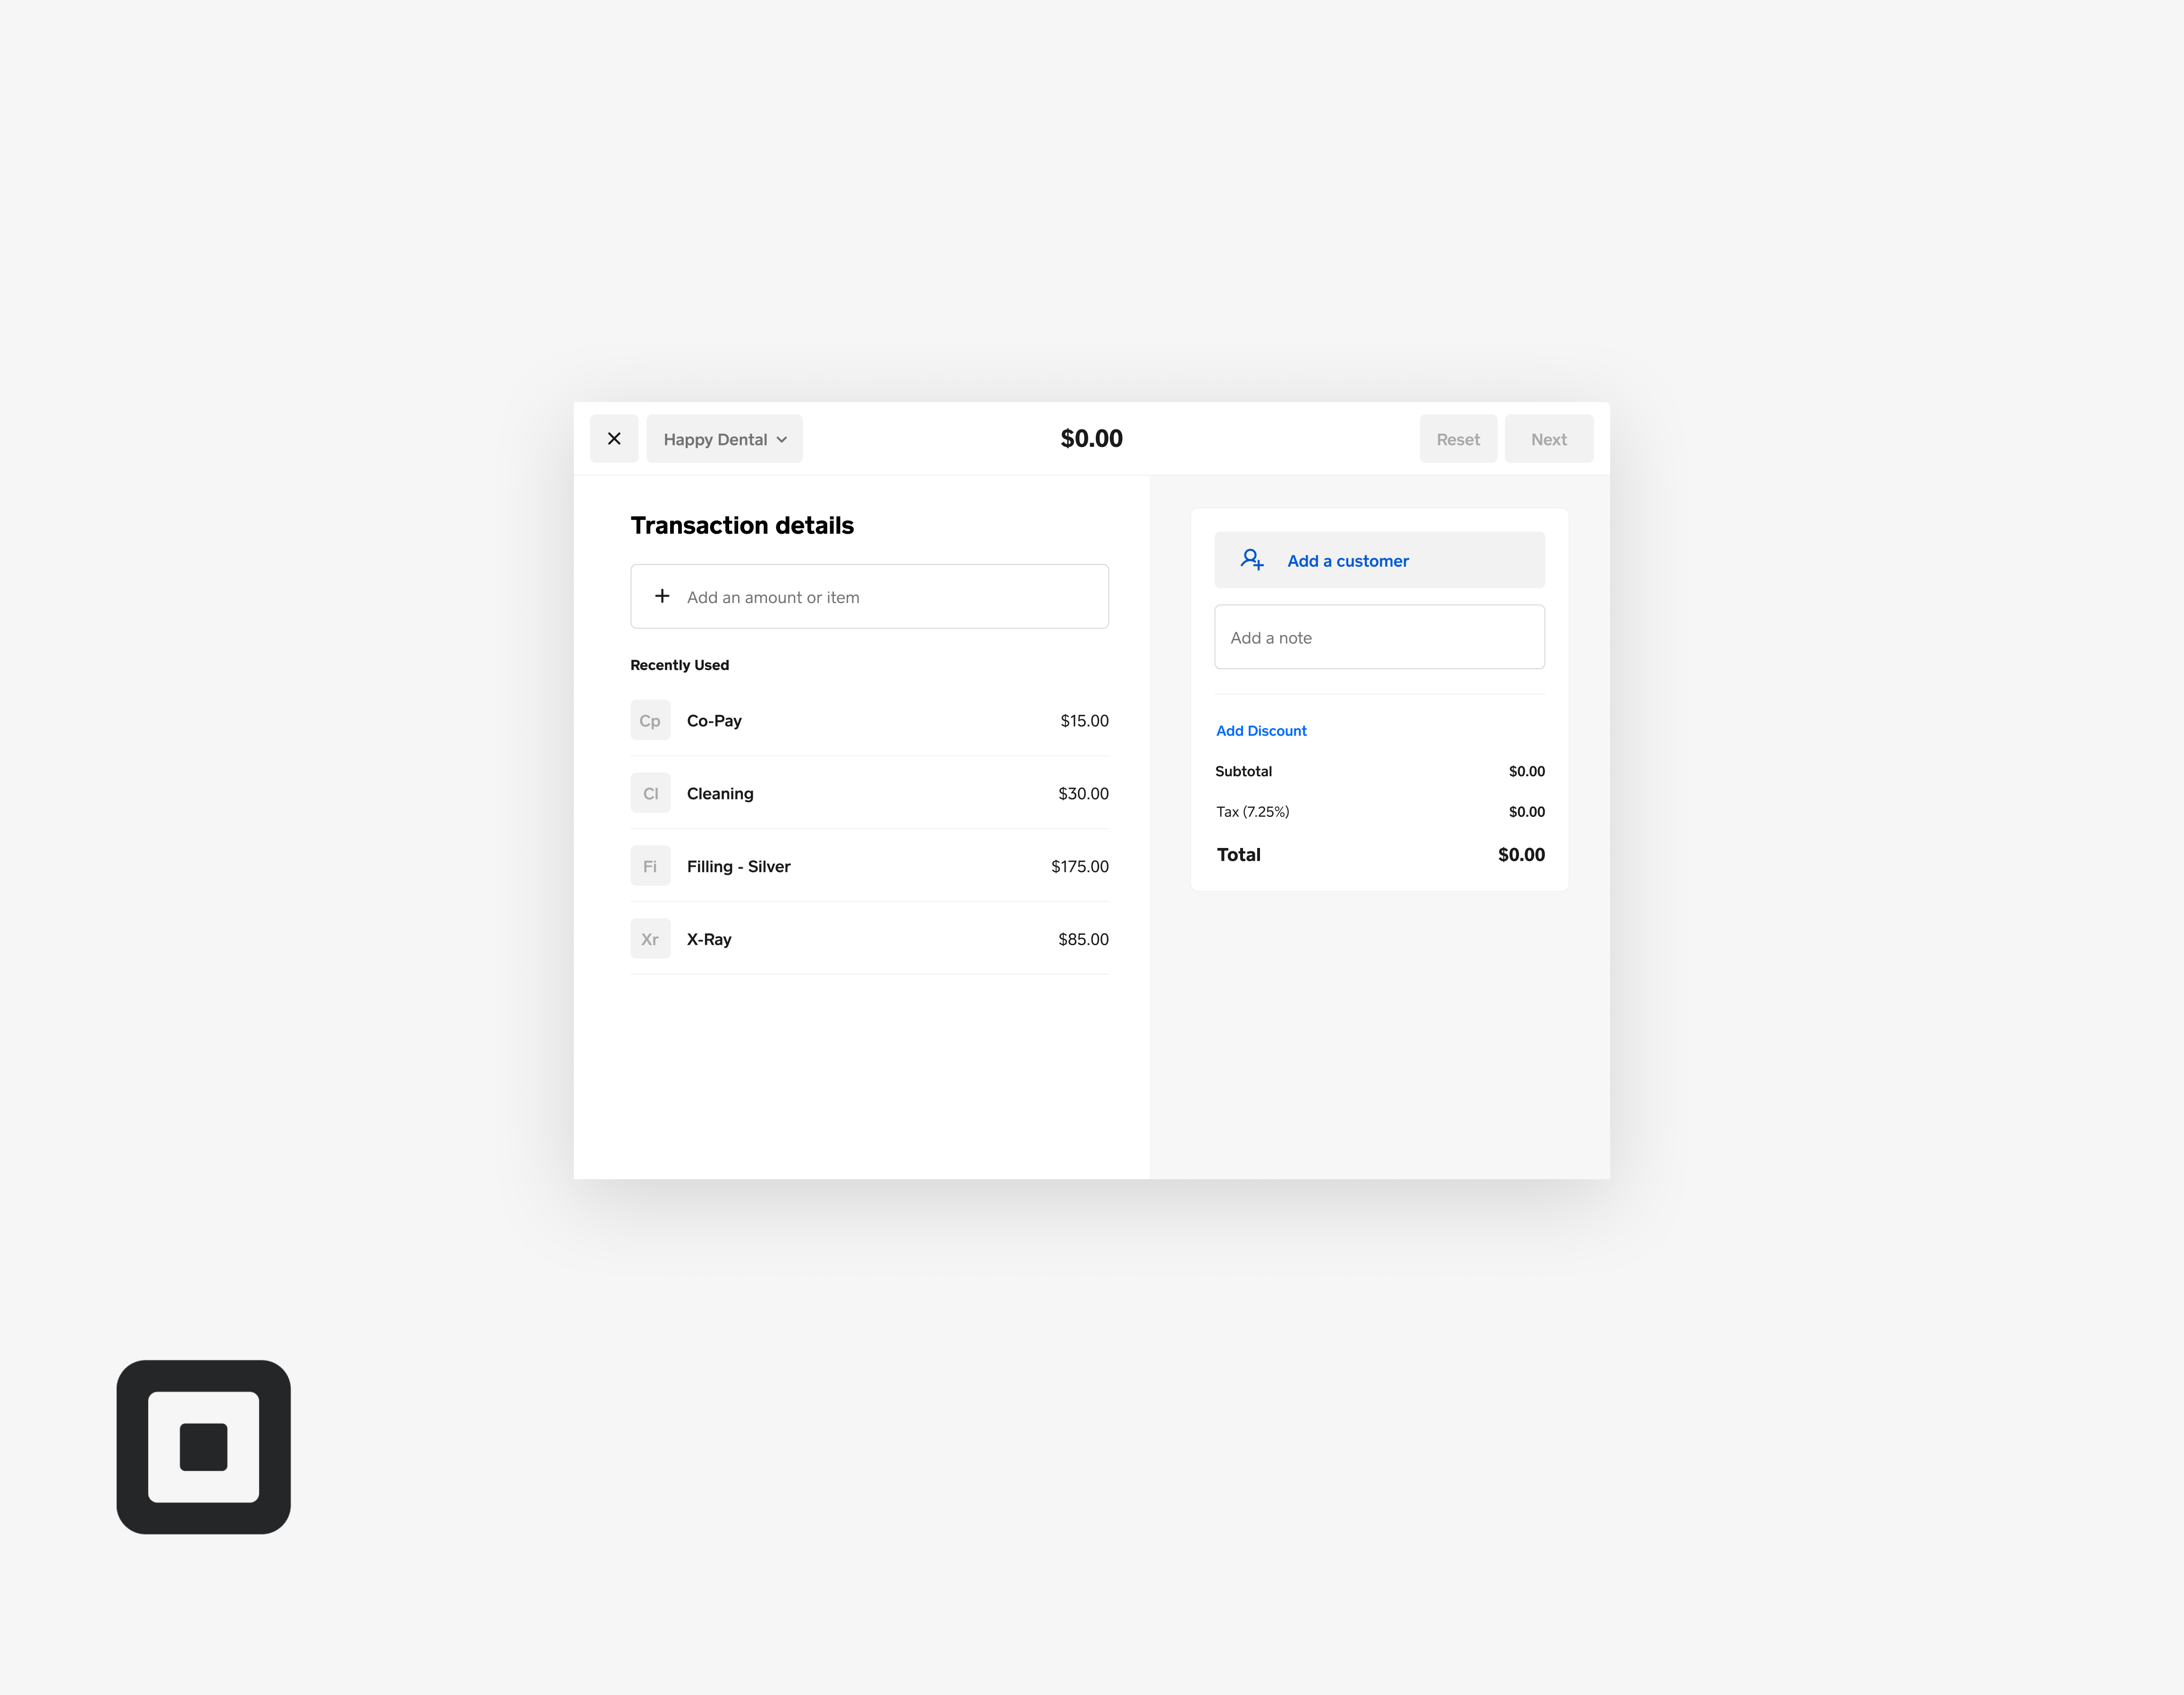 Happy Dental
$0.00
Reset
Next
Transaction details
Add an amount or item
Recently Used
Cp Co-Pay $15.00
Cl Cleaning $30.00
Fi Filling - Silver $175.00
Xr X-Ray $85.00
Add a customer
Add a note
Add Discount
Subtotal $0.00
Tax (7.25%) $0.00
Total $0.00